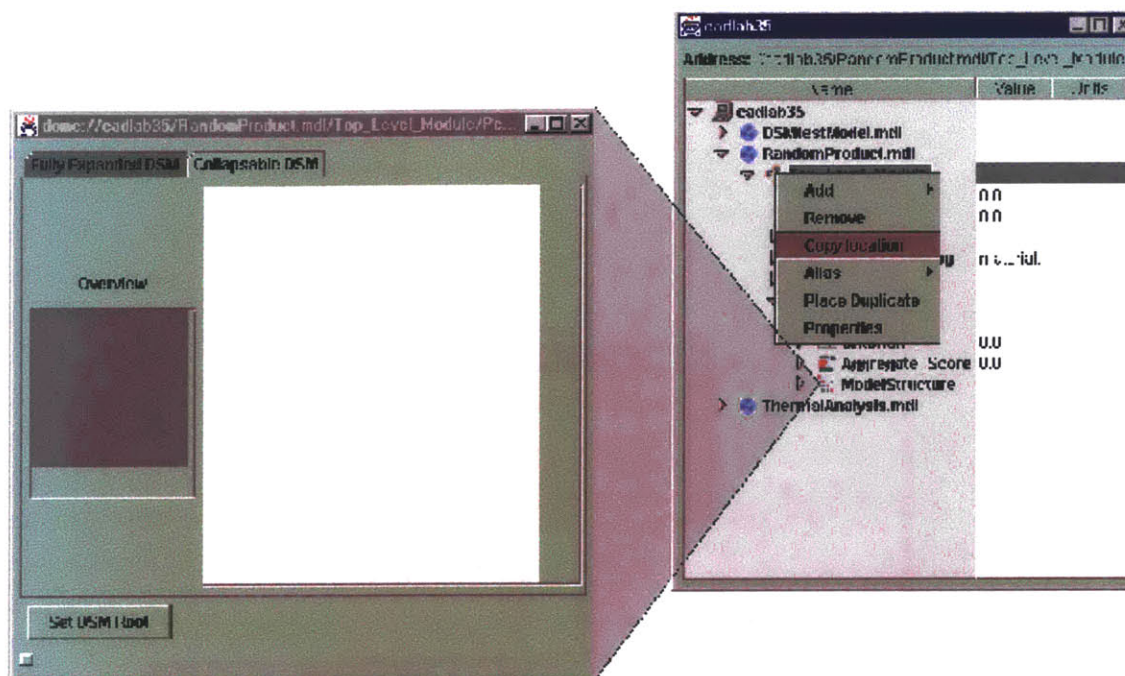 dome://cadlab35/RandomProduct.mdl/Top_Level_Module/Pe...
Fully Expanded DSM
Collapsable DSM
Overview
Set DSM Root
cadlab35
Address:
Name
Value
Units
cadlab35
DSMtestModel.mdl
RandomProduct.mdl
Add
0.0
Remove
0.0
Copy location
Alias
Place Duplicate
Properties
0.0
Aggregate_Score 0.0
ModelStructure
ThermalAnalysis.mdl